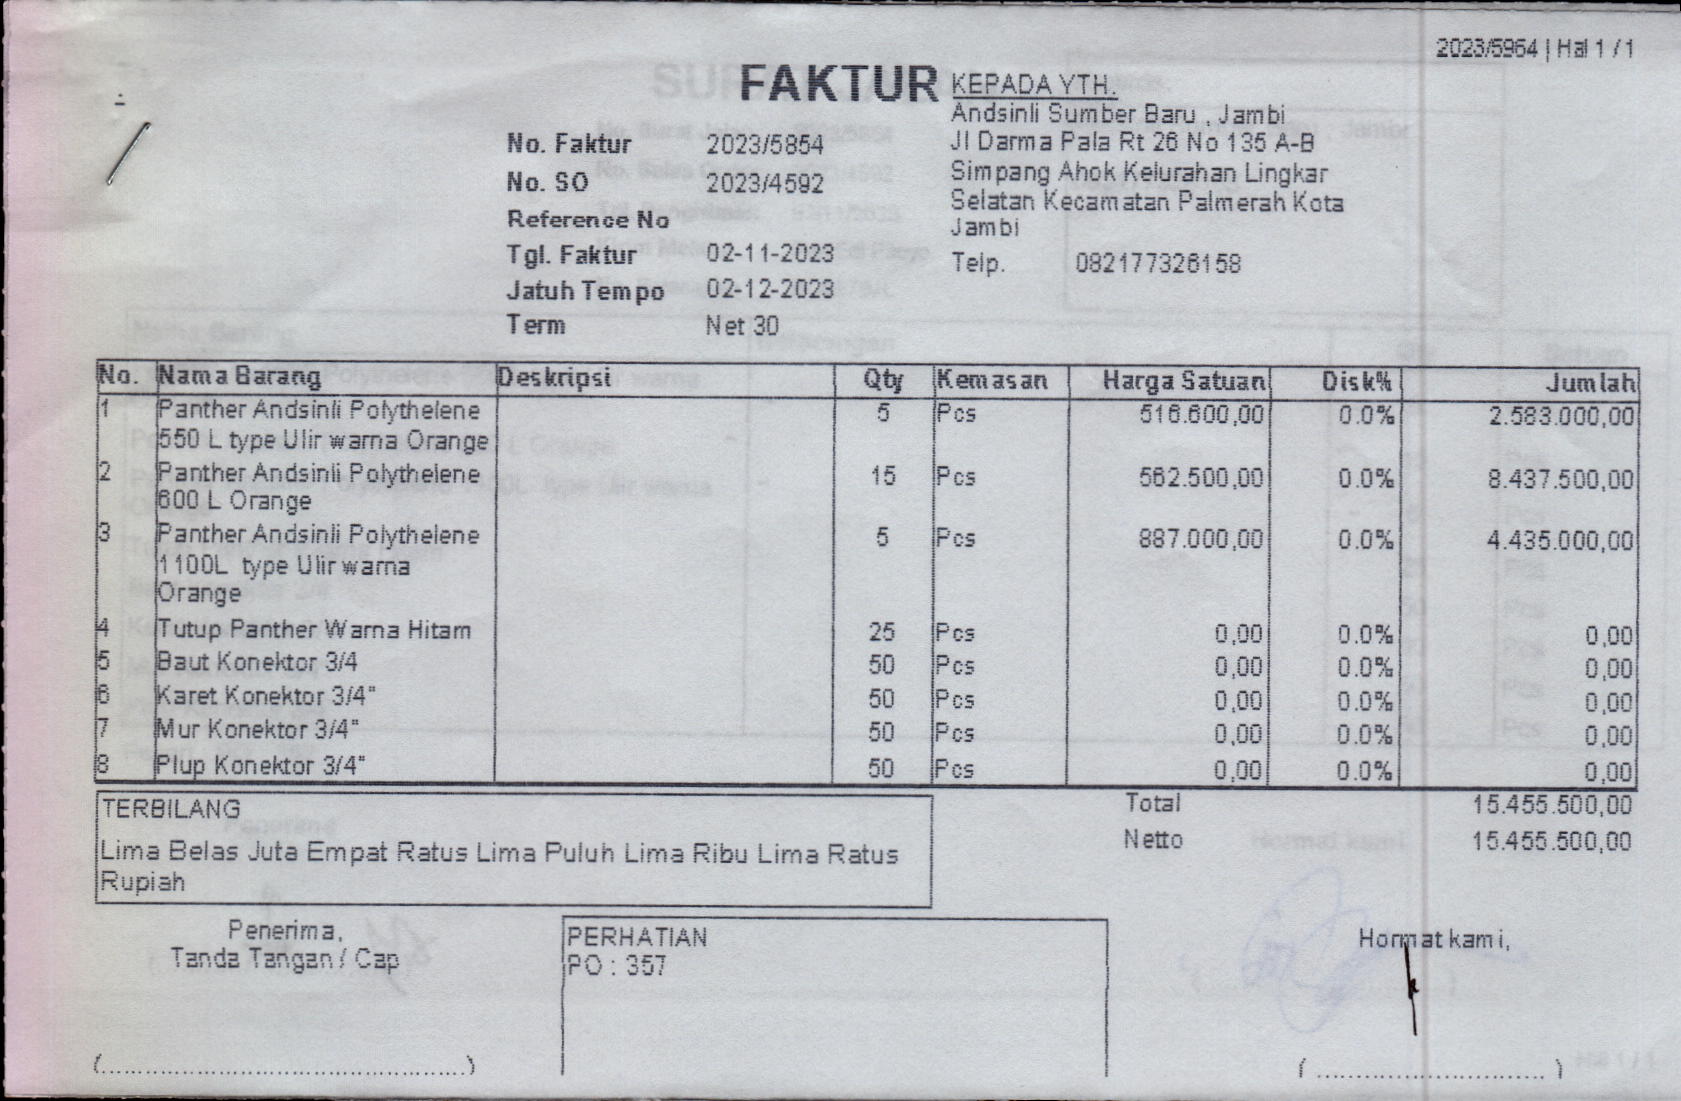 2023/5964 | Hal 1 / 1
FAKTUR
KEPADA YTH.
Andsinli Sumber Baru , Jambi
Jl Darma Pala Rt 26 No 135 A-B
Simpang Ahok Kelurahan Lingkar
Selatan Kecamatan Palmerah Kota
Jambi
Telp. 082177326158
No. Faktur 2023/5854
No. SO 2023/4592
Reference No
Tgl. Faktur 02-11-2023
Jatuh Tempo 02-12-2023
Term Net 30
No. Nama Barang Deskripsi Qty Kemasan Harga Satuan Disk% Jumlah
1 Panther Andsinli Polythelene 5 Pcs 516.600,00 0.0% 2.583.000,00
550 L type Ulir warna Orange
2 Panther Andsinli Polythelene 15 Pcs 562.500,00 0.0% 8.437.500,00
600 L Orange
3 Panther Andsinli Polythelene 5 Pcs 887.000,00 0.0% 4.435.000,00
1100L type Ulir warna
Orange
4 Tutup Panther Warna Hitam 25 Pcs 0,00 0.0% 0,00
5 Baut Konektor 3/4 50 Pcs 0,00 0.0% 0,00
6 Karet Konektor 3/4" 50 Pcs 0,00 0.0% 0,00
7 Mur Konektor 3/4" 50 Pcs 0,00 0.0% 0,00
8 Plup Konektor 3/4" 50 Pcs 0,00 0.0% 0,00
TERBILANG
Lima Belas Juta Empat Ratus Lima Puluh Lima Ribu Lima Ratus
Rupiah
Total 15.455.500,00
Netto 15.455.500,00
Penerima,
Tanda Tangan / Cap
PERHATIAN
PO : 357
Hormat kami,
(................................................)
( ............................. )